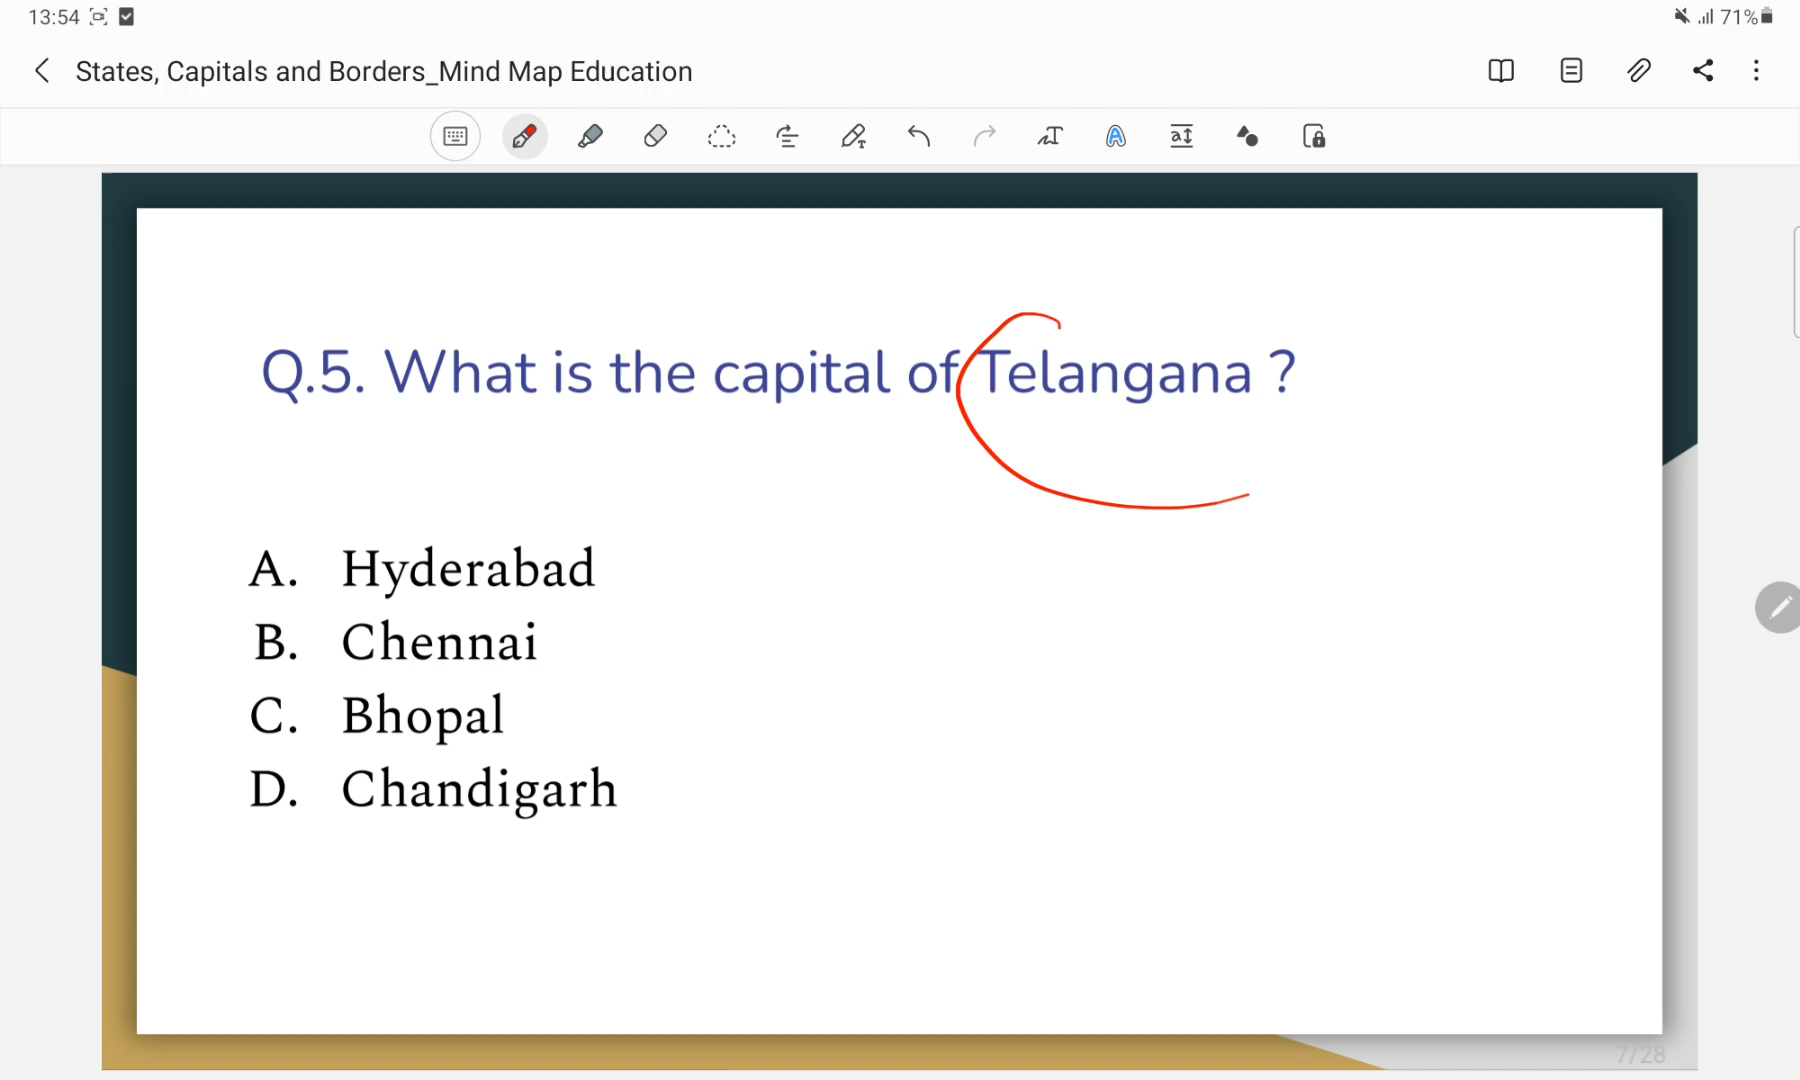 13:54
71%
States, Capitals and Borders_Mind Map Education
Q.5. What is the capital of Telangana ?
A. Hyderabad
B. Chennai
C. Bhopal
D. Chandigarh
7/28